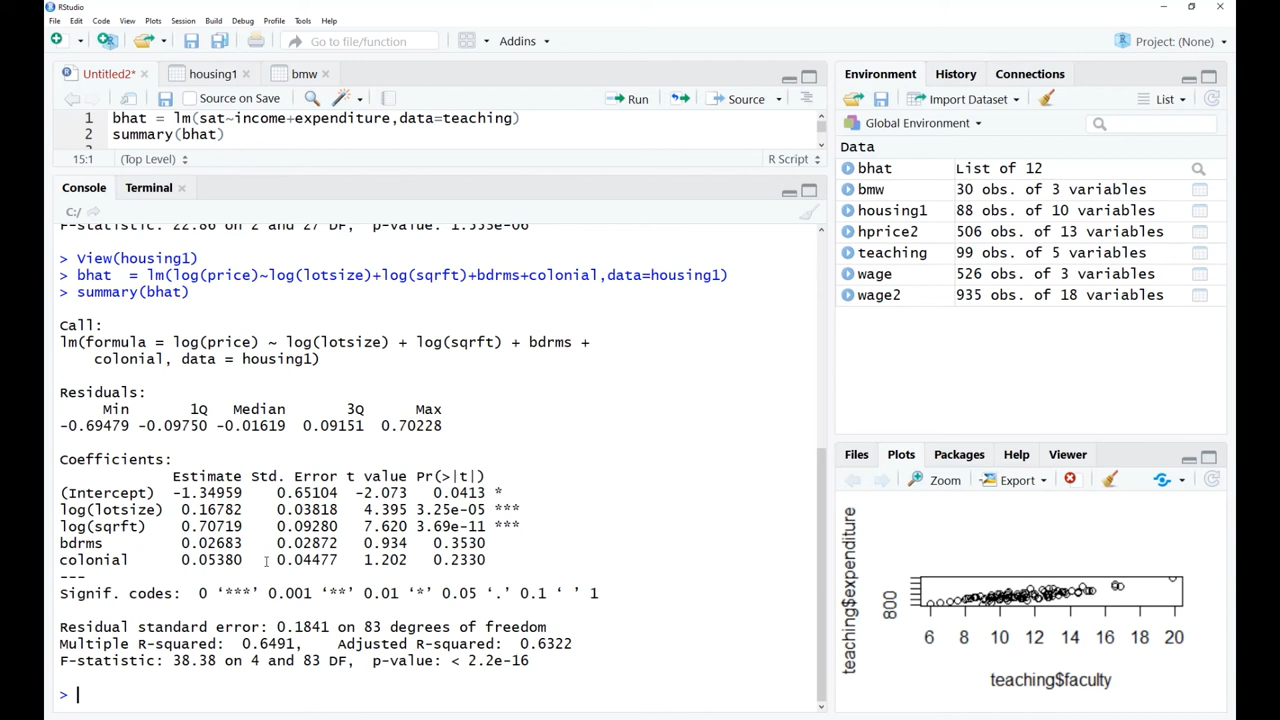 RStudio
File Edit Code View Plots Session Build Debug Profile Tools Help
Go to file/function
Addins
Project: (None)
Untitled2*
housing1
bmw
Source on Save
Run
Source
1 bhat = lm(sat~income+expenditure,data=teaching)
2 summary(bhat)
15:1 (Top Level)
R Script
Console Terminal
C:/
F-statistic: 22.86 on 2 and 27 DF,  p-value: 1.553e-06
> View(housing1)
> bhat  = lm(log(price)~log(lotsize)+log(sqrft)+bdrms+colonial,data=housing1)
> summary(bhat)
Call:
lm(formula = log(price) ~ log(lotsize) + log(sqrft) + bdrms +
colonial, data = housing1)
Residuals:
Min 1Q Median 3Q Max
-0.69479 -0.09750 -0.01619 0.09151 0.70228
Coefficients:
Estimate Std. Error t value Pr(>|t|)
(Intercept) -1.34959 0.65104 -2.073 0.0413 *
log(lotsize) 0.16782 0.03818 4.395 3.25e-05 ***
log(sqrft) 0.70719 0.09280 7.620 3.69e-11 ***
bdrms 0.02683 0.02872 0.934 0.3530
colonial 0.05380 0.04477 1.202 0.2330
---
Signif. codes:  0 ‘***’ 0.001 ‘**’ 0.01 ‘*’ 0.05 ‘.’ 0.1 ‘ ’ 1
Residual standard error: 0.1841 on 83 degrees of freedom
Multiple R-squared:  0.6491,	Adjusted R-squared:  0.6322
F-statistic: 38.38 on 4 and 83 DF,  p-value: < 2.2e-16
>
Environment History Connections
Import Dataset
List
Global Environment
Data
bhat List of 12
bmw 30 obs. of 3 variables
housing1 88 obs. of 10 variables
hprice2 506 obs. of 13 variables
teaching 99 obs. of 5 variables
wage 526 obs. of 3 variables
wage2 935 obs. of 18 variables
Files Plots Packages Help Viewer
Zoom
Export
teaching$expenditure
800
6 8 10 12 14 16 18 20
teaching$faculty